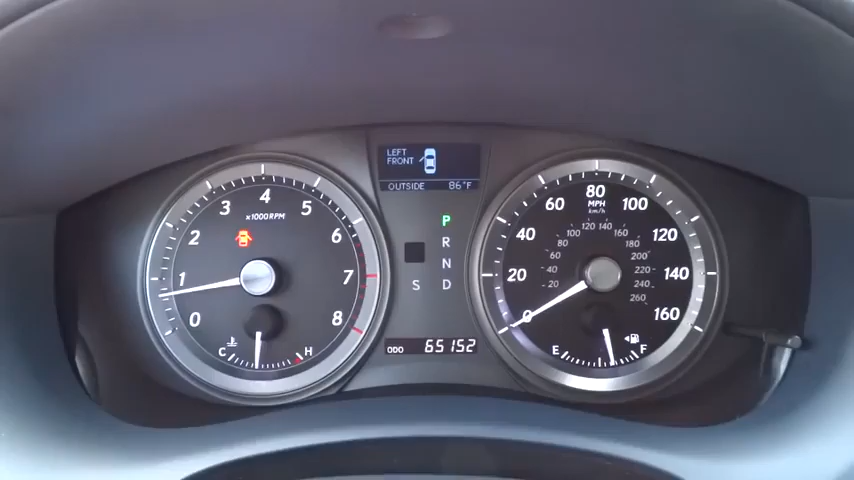 LEFT
FRONT
OUTSIDE 86°F
0 1 2 3 4 5 6 7 8
x1000RPM
C H
P
R
N
S D
ODO 65152
0 20 40 60 80 100 120 140 160
MPH
km/h
20 40 60 80 100 120 140 160 180 200 220 240 260
E F